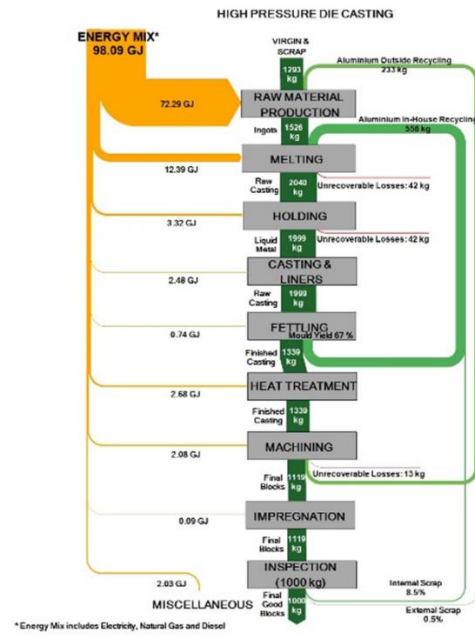 HIGH PRESSURE DIE CASTING
ENERGY MIX*
98.09 GJ
VIRGIN &
SCRAP
1293
kg
Aluminium Outside Recycling
233 kg
72.29 GJ
RAW MATERIAL
PRODUCTION
Aluminium In-House Recycling
556 kg
Ingots
1526
kg
MELTING
12.39 GJ
Raw
Casting
2040
kg
Unrecoverable Losses: 42 kg
HOLDING
3.32 GJ
Liquid
Metal
1999
kg
Unrecoverable Losses: 42 kg
CASTING &
LINERS
2.48 GJ
Raw
Casting
1999
kg
FETTLING
0.74 GJ
Mould Yield 67 %
Finished
Casting
1339
kg
HEAT TREATMENT
2.68 GJ
Finished
Casting
1339
kg
MACHINING
2.08 GJ
Final
Blocks
1119
kg
Unrecoverable Losses: 13 kg
IMPREGNATION
0.09 GJ
Final
Blocks
1119
kg
INSPECTION
(1000 kg)
2.03 GJ
MISCELLANEOUS
Final
Good
Blocks
1000
kg
Internal Scrap
8.5%
External Scrap
0.5%
* Energy Mix includes Electricity, Natural Gas and Diesel